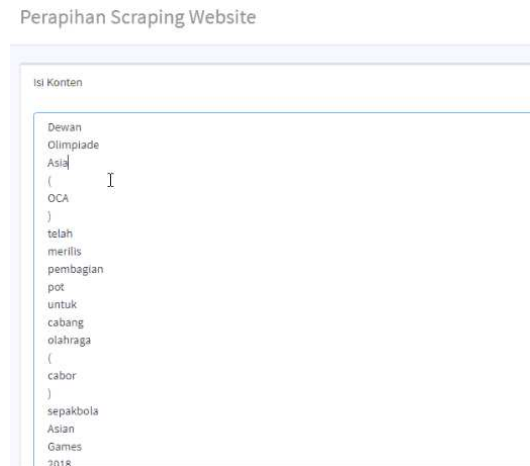 Perapihan Scraping Website
Isi Konten
Dewan
Olimpiade
Asia
(
OCA
)
telah
merilis
pembagian
pot
untuk
cabang
olahraga
(
cabor
)
sepakbola
Asian
Games
2018